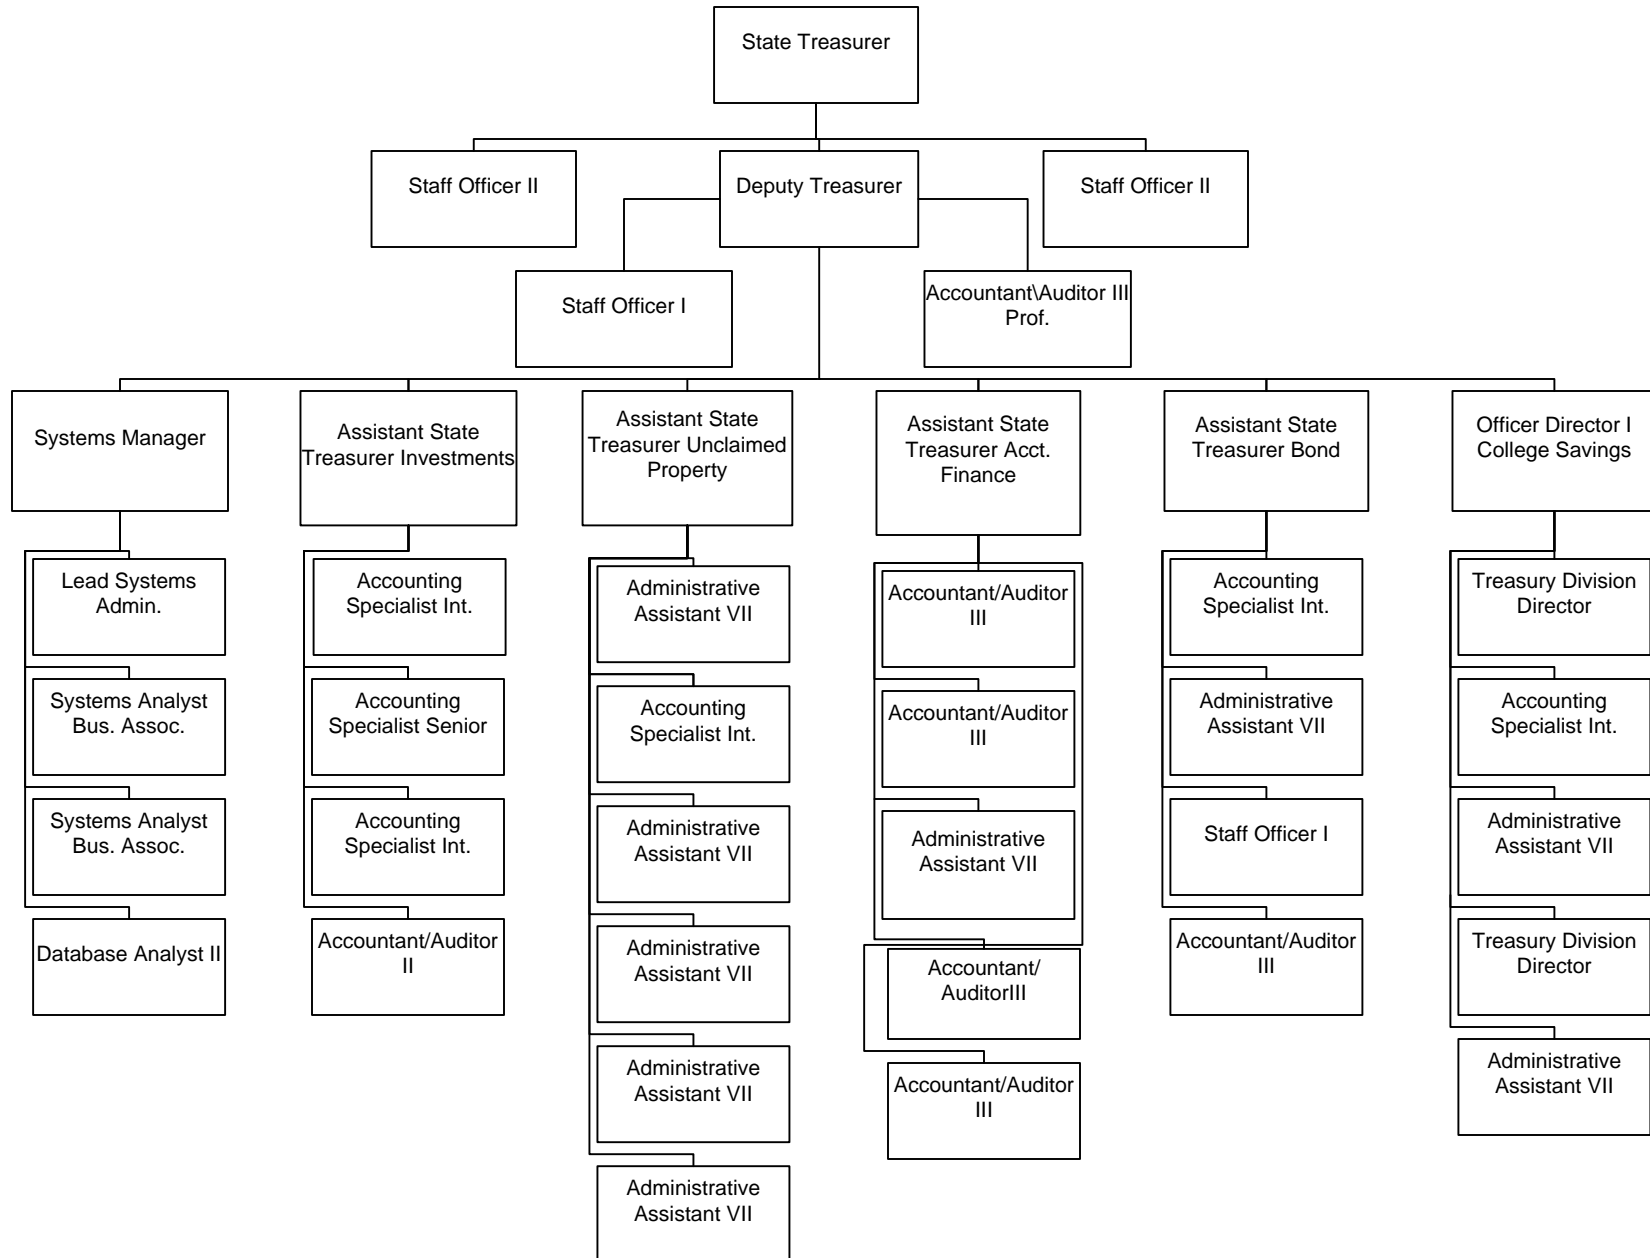 State Treasurer
Staff Officer II
Deputy Treasurer
Staff Officer II
Staff Officer I
Accountant\Auditor III
Prof.
Systems Manager
Assistant State
Treasurer Investments
Assistant State
Treasurer Unclaimed
Property
Assistant State
Treasurer Acct.
Finance
Assistant State
Treasurer Bond
Officer Director I
College Savings
Lead Systems
Admin.
Systems Analyst
Bus. Assoc.
Systems Analyst
Bus. Assoc.
Database Analyst II
Accounting
Specialist Int.
Accounting
Specialist Senior
Accounting
Specialist Int.
Accountant/Auditor
II
Administrative
Assistant VII
Accounting
Specialist Int.
Administrative
Assistant VII
Administrative
Assistant VII
Administrative
Assistant VII
Administrative
Assistant VII
Accountant/Auditor
III
Accountant/Auditor
III
Administrative
Assistant VII
Accountant/
AuditorIII
Accountant/Auditor
III
Accounting
Specialist Int.
Administrative
Assistant VII
Staff Officer I
Accountant/Auditor
III
Treasury Division
Director
Accounting
Specialist Int.
Administrative
Assistant VII
Treasury Division
Director
Administrative
Assistant VII